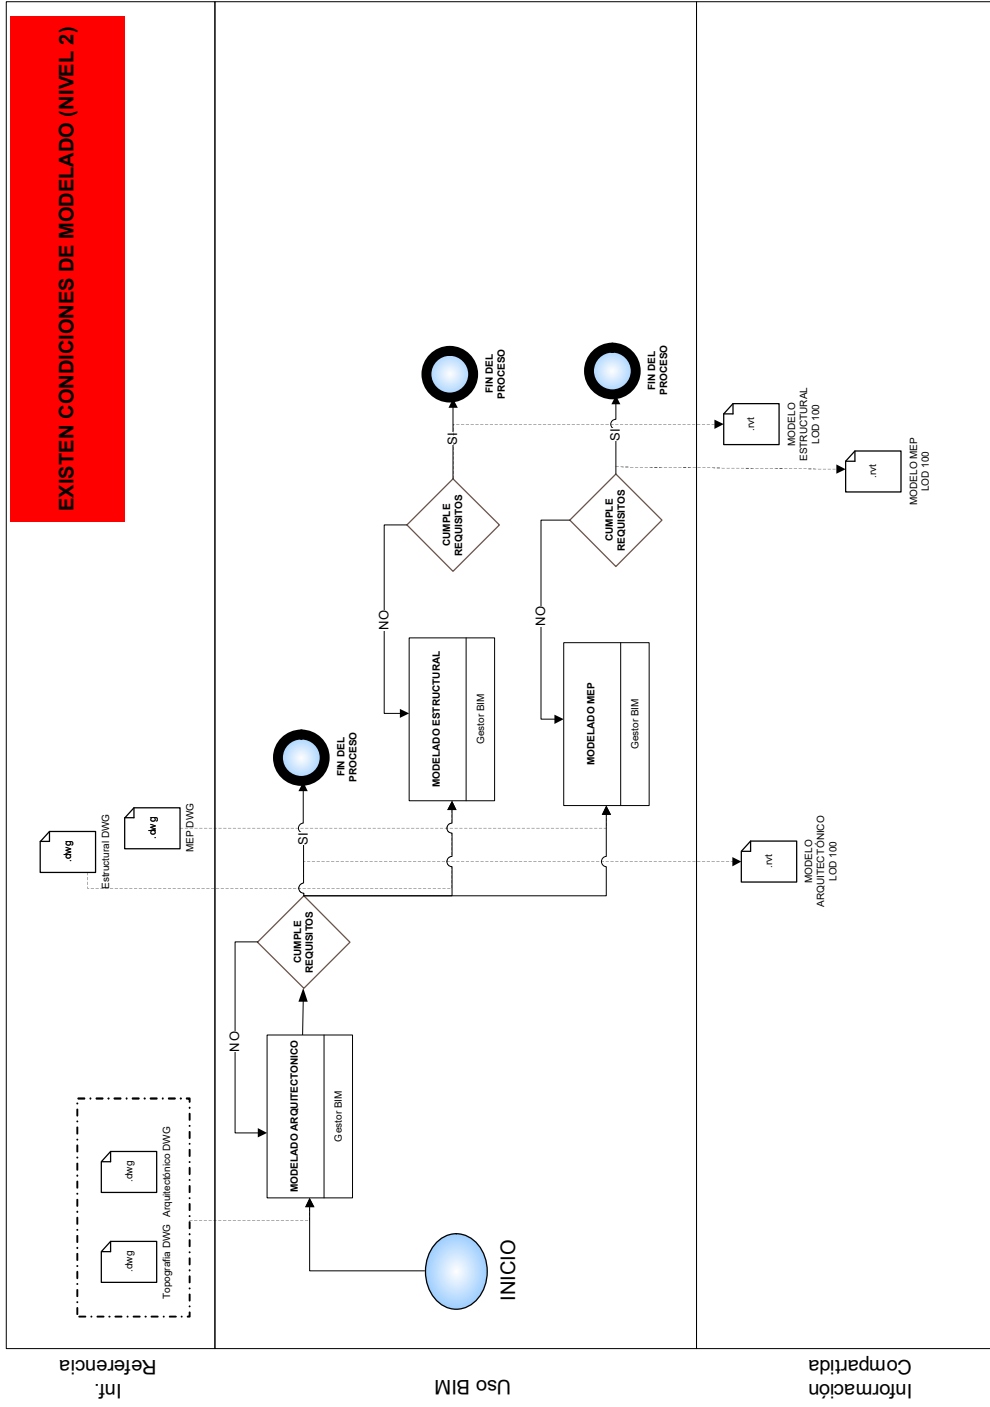 EXISTEN CONDICIONES DE MODELADO (NIVEL 2)
Inf.
Referencia
.dwg
Topografía DWG
.dwg
Arquitectónico DWG
.dwg
Estructural DWG
.dwg
MEP DWG
Uso BIM
INICIO
MODELADO ARQUITECTONICO
Gestor BIM
NO
CUMPLE
REQUISITOS
SI
FIN DEL
PROCESO
MODELADO ESTRUCTURAL
Gestor BIM
NO
CUMPLE
REQUISITOS
SI
FIN DEL
PROCESO
MODELADO MEP
Gestor BIM
NO
CUMPLE
REQUISITOS
SI
FIN DEL
PROCESO
Información
Compartida
.rvt
MODELO
ARQUITECTÓNICO
LOD 100
.rvt
MODELO
ESTRUCTURAL
LOD 100
.rvt
MODELO MEP
LOD 100